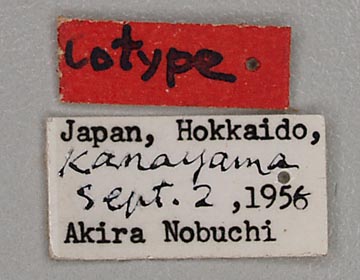 Cotype
Japan, Hokkaido,
Kanayama
Sept. 2, 1956
Akira Nobuchi